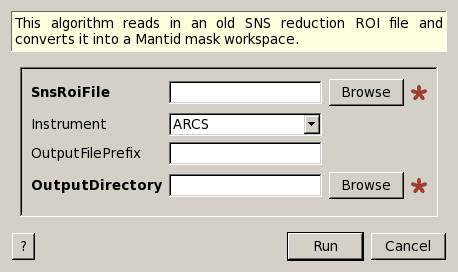 This algorithm reads in an old SNS reduction ROI file and
converts it into a Mantid mask workspace.
SnsRoiFile Browse *
Instrument ARCS
OutputFilePrefix
OutputDirectory Browse *
? Run Cancel